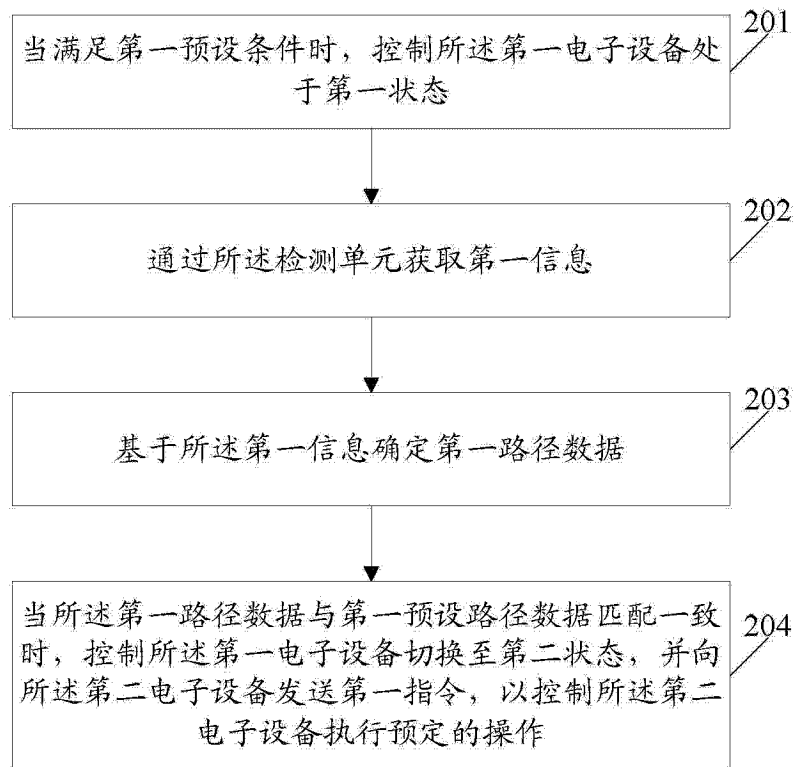 201
当满足第一预设条件时，控制所述第一电子设备处
于第一状态
202
通过所述检测单元获取第一信息
203
基于所述第一信息确定第一路径数据
204
当所述第一路径数据与第一预设路径数据匹配一致
时，控制所述第一电子设备切换至第二状态，并向
所述第二电子设备发送第一指令，以控制所述第二
电子设备执行预定的操作